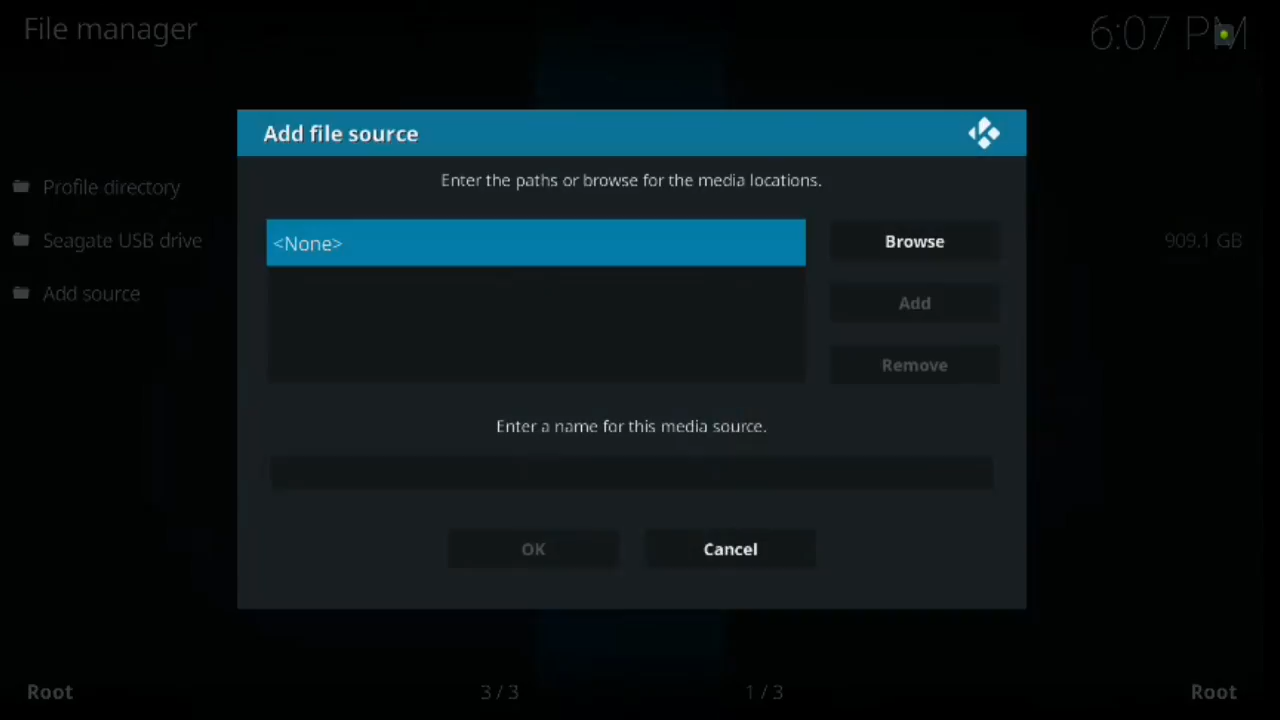 File manager
6:07 PM
Add file source
Enter the paths or browse for the media locations.
Profile directory
<None>
Browse
Seagate USB drive
909.1 GB
Add source
Add
Remove
Enter a name for this media source.
OK
Cancel
Root
3 / 3
1 / 3
Root